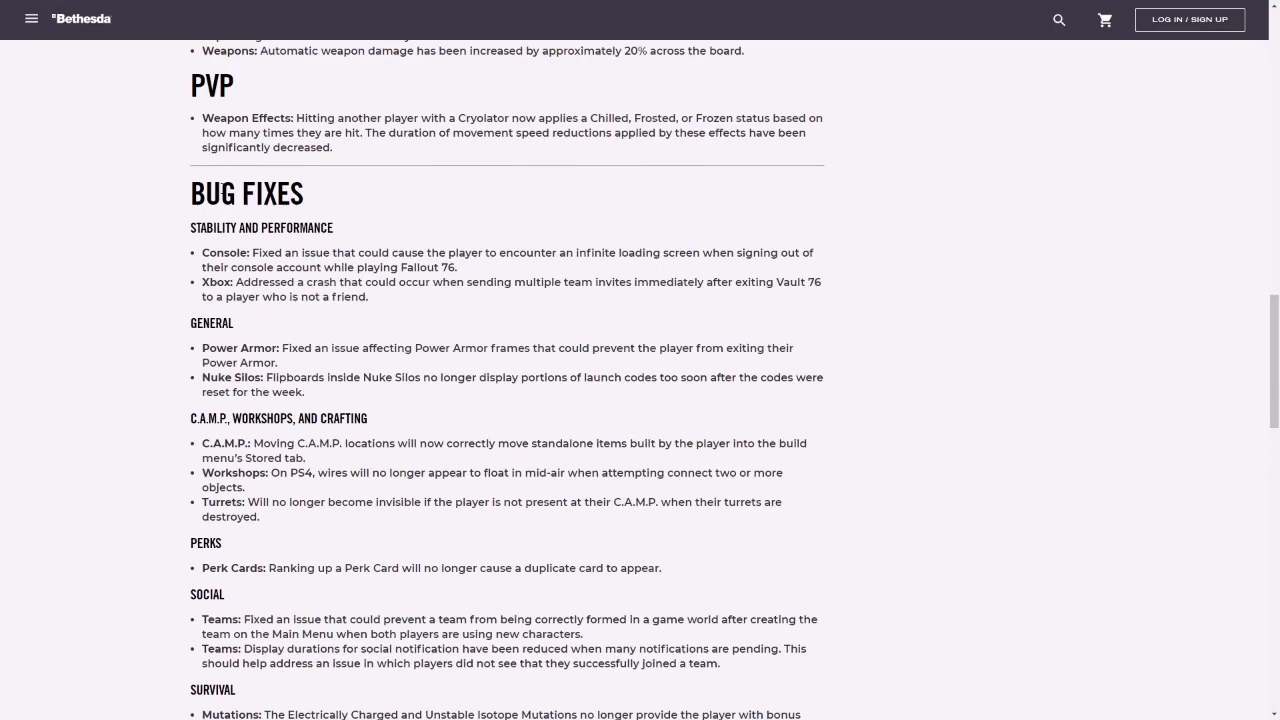 Bethesda
LOG IN / SIGN UP
• Weapons: Automatic weapon damage has been increased by approximately 20% across the board.
PVP
• Weapon Effects: Hitting another player with a Cryolator now applies a Chilled, Frosted, or Frozen status based on
how many times they are hit. The duration of movement speed reductions applied by these effects have been
significantly decreased.
BUG FIXES
STABILITY AND PERFORMANCE
• Console: Fixed an issue that could cause the player to encounter an infinite loading screen when signing out of
their console account while playing Fallout 76.
• Xbox: Addressed a crash that could occur when sending multiple team invites immediately after exiting Vault 76
to a player who is not a friend.
GENERAL
• Power Armor: Fixed an issue affecting Power Armor frames that could prevent the player from exiting their
Power Armor.
• Nuke Silos: Flipboards inside Nuke Silos no longer display portions of launch codes too soon after the codes were
reset for the week.
C.A.M.P., WORKSHOPS, AND CRAFTING
• C.A.M.P.: Moving C.A.M.P. locations will now correctly move standalone items built by the player into the build
menu’s Stored tab.
• Workshops: On PS4, wires will no longer appear to float in mid-air when attempting connect two or more
objects.
• Turrets: Will no longer become invisible if the player is not present at their C.A.M.P. when their turrets are
destroyed.
PERKS
• Perk Cards: Ranking up a Perk Card will no longer cause a duplicate card to appear.
SOCIAL
• Teams: Fixed an issue that could prevent a team from being correctly formed in a game world after creating the
team on the Main Menu when both players are using new characters.
• Teams: Display durations for social notification have been reduced when many notifications are pending. This
should help address an issue in which players did not see that they successfully joined a team.
SURVIVAL
• Mutations: The Electrically Charged and Unstable Isotope Mutations no longer provide the player with bonus